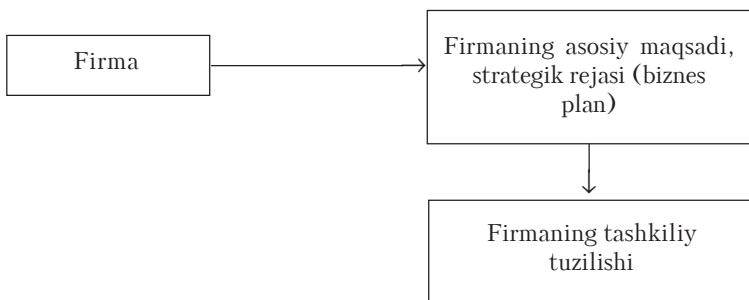 Firma
Firmaning asosiy maqsadi,
strategik rejasi (biznes
plan)
Firmaning tashkiliy
tuzilishi